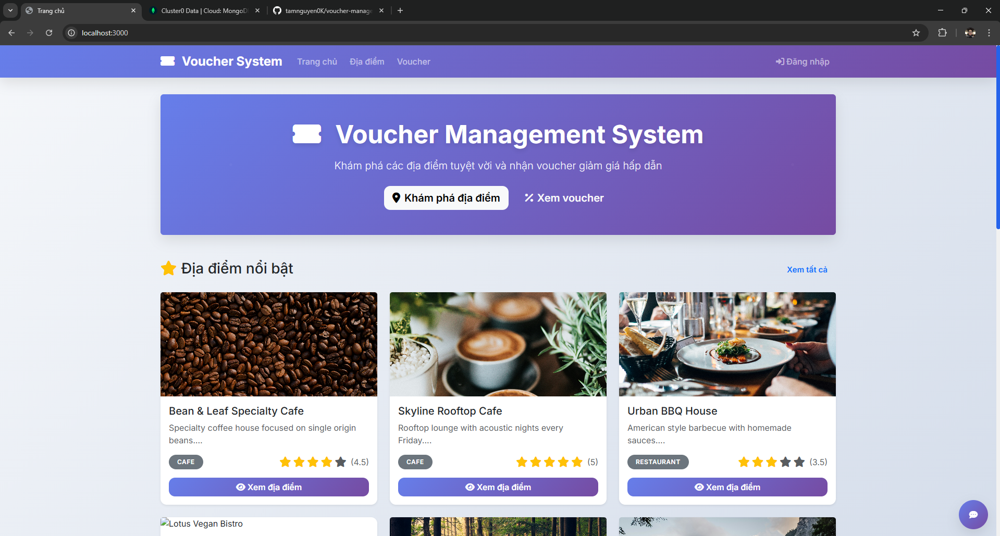 Trang chủ
Cluster0 Data | Cloud: MongoD
tamnguyen0K/voucher-manage
localhost:3000
Voucher System
Trang chủ
Địa điểm
Voucher
Đăng nhập
Voucher Management System
Khám phá các địa điểm tuyệt vời và nhận voucher giảm giá hấp dẫn
Khám phá địa điểm
Xem voucher
Địa điểm nổi bật
Xem tất cả
Bean & Leaf Specialty Cafe
Specialty coffee house focused on single origin
beans....
CAFE
(4.5)
Xem địa điểm
Skyline Rooftop Cafe
Rooftop lounge with acoustic nights every
Friday....
CAFE
(5)
Xem địa điểm
Urban BBQ House
American style barbecue with homemade
sauces....
RESTAURANT
(3.5)
Xem địa điểm
Lotus Vegan Bistro